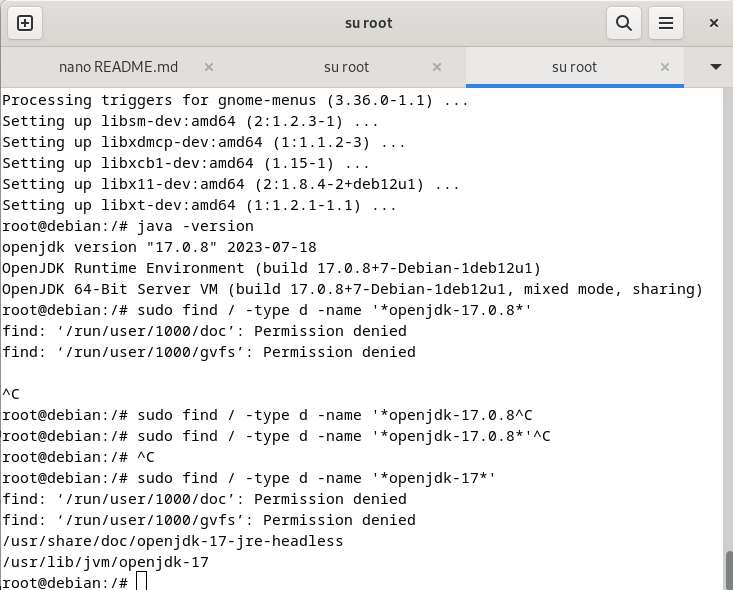 su root
nano README.md
su root
su root
Processing triggers for gnome-menus (3.36.0-1.1) ...
Setting up libsm-dev:amd64 (2:1.2.3-1) ...
Setting up libxdmcp-dev:amd64 (1:1.1.2-3) ...
Setting up libxcb1-dev:amd64 (1.15-1) ...
Setting up libx11-dev:amd64 (2:1.8.4-2+deb12u1) ...
Setting up libxt-dev:amd64 (1:1.2.1-1.1) ...
root@debian:/# java -version
openjdk version "17.0.8" 2023-07-18
OpenJDK Runtime Environment (build 17.0.8+7-Debian-1deb12u1)
OpenJDK 64-Bit Server VM (build 17.0.8+7-Debian-1deb12u1, mixed mode, sharing)
root@debian:/# sudo find / -type d -name '*openjdk-17.0.8*'
find: ‘/run/user/1000/doc’: Permission denied
find: ‘/run/user/1000/gvfs’: Permission denied
^C
root@debian:/# sudo find / -type d -name '*openjdk-17.0.8^C
root@debian:/# sudo find / -type d -name '*openjdk-17.0.8*'^C
root@debian:/# ^C
root@debian:/# sudo find / -type d -name '*openjdk-17*'
find: ‘/run/user/1000/doc’: Permission denied
find: ‘/run/user/1000/gvfs’: Permission denied
/usr/share/doc/openjdk-17-jre-headless
/usr/lib/jvm/openjdk-17
root@debian:/#